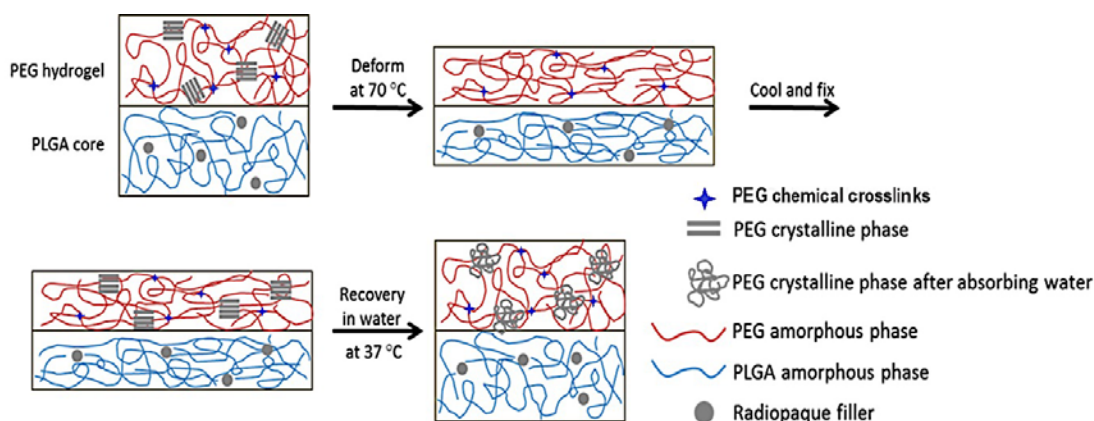 PEG hydrogel
PLGA core
Deform
at 70 °C
Cool and fix
PEG chemical crosslinks
PEG crystalline phase
PEG crystalline phase after absorbing water
PEG amorphous phase
PLGA amorphous phase
Radiopaque filler
Recovery
in water
at 37 °C